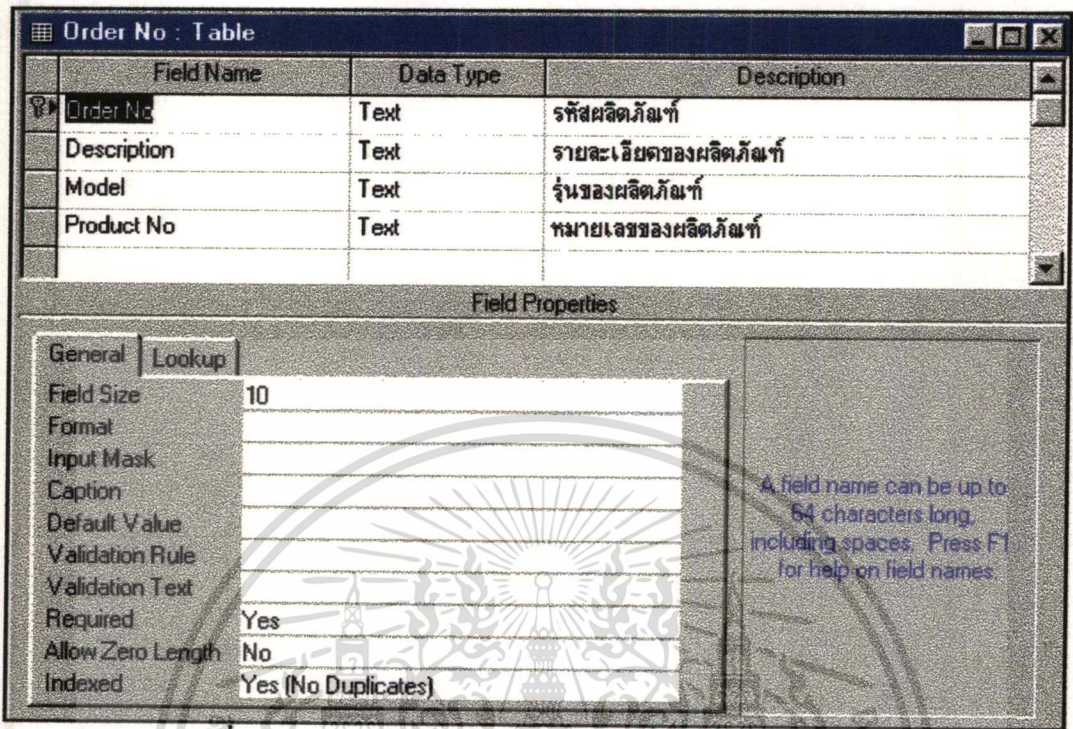 Order No : Table
Field Name Data Type Description
Order No Text รหัสผลิตภัณฑ์
Description Text รายละเอียดของผลิตภัณฑ์
Model Text รุ่นของผลิตภัณฑ์
Product No Text หมายเลขของผลิตภัณฑ์
Field Properties
General Lookup
Field Size 10
Format
Input Mask
Caption
Default Value
Validation Rule
Validation Text
Required Yes
Allow Zero Length No
Indexed Yes (No Duplicates)
A field name can be up to
64 characters long,
including spaces. Press F1
for help on field names.